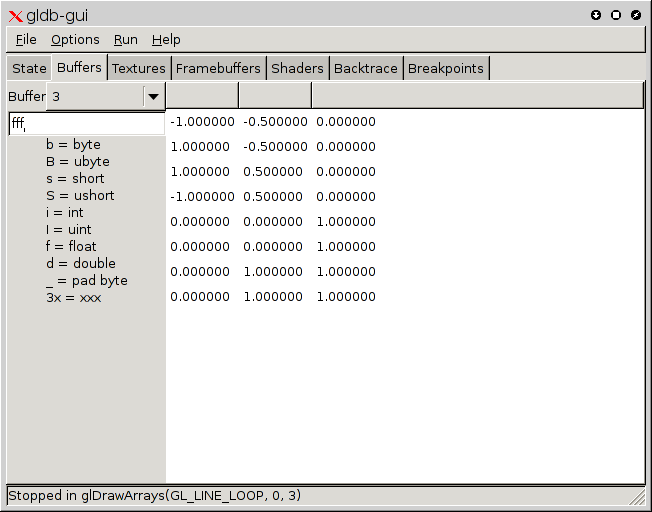 gldb-gui
File Options Run Help
State Buffers Textures Framebuffers Shaders Backtrace Breakpoints
Buffer 3
fff
b = byte
B = ubyte
s = short
S = ushort
i = int
I = uint
f = float
d = double
_ = pad byte
3x = xxx
-1.000000 -0.500000 0.000000
1.000000 -0.500000 0.000000
1.000000 0.500000 0.000000
-1.000000 0.500000 0.000000
0.000000 0.000000 1.000000
0.000000 0.000000 1.000000
0.000000 1.000000 1.000000
0.000000 1.000000 1.000000
Stopped in glDrawArrays(GL_LINE_LOOP, 0, 3)